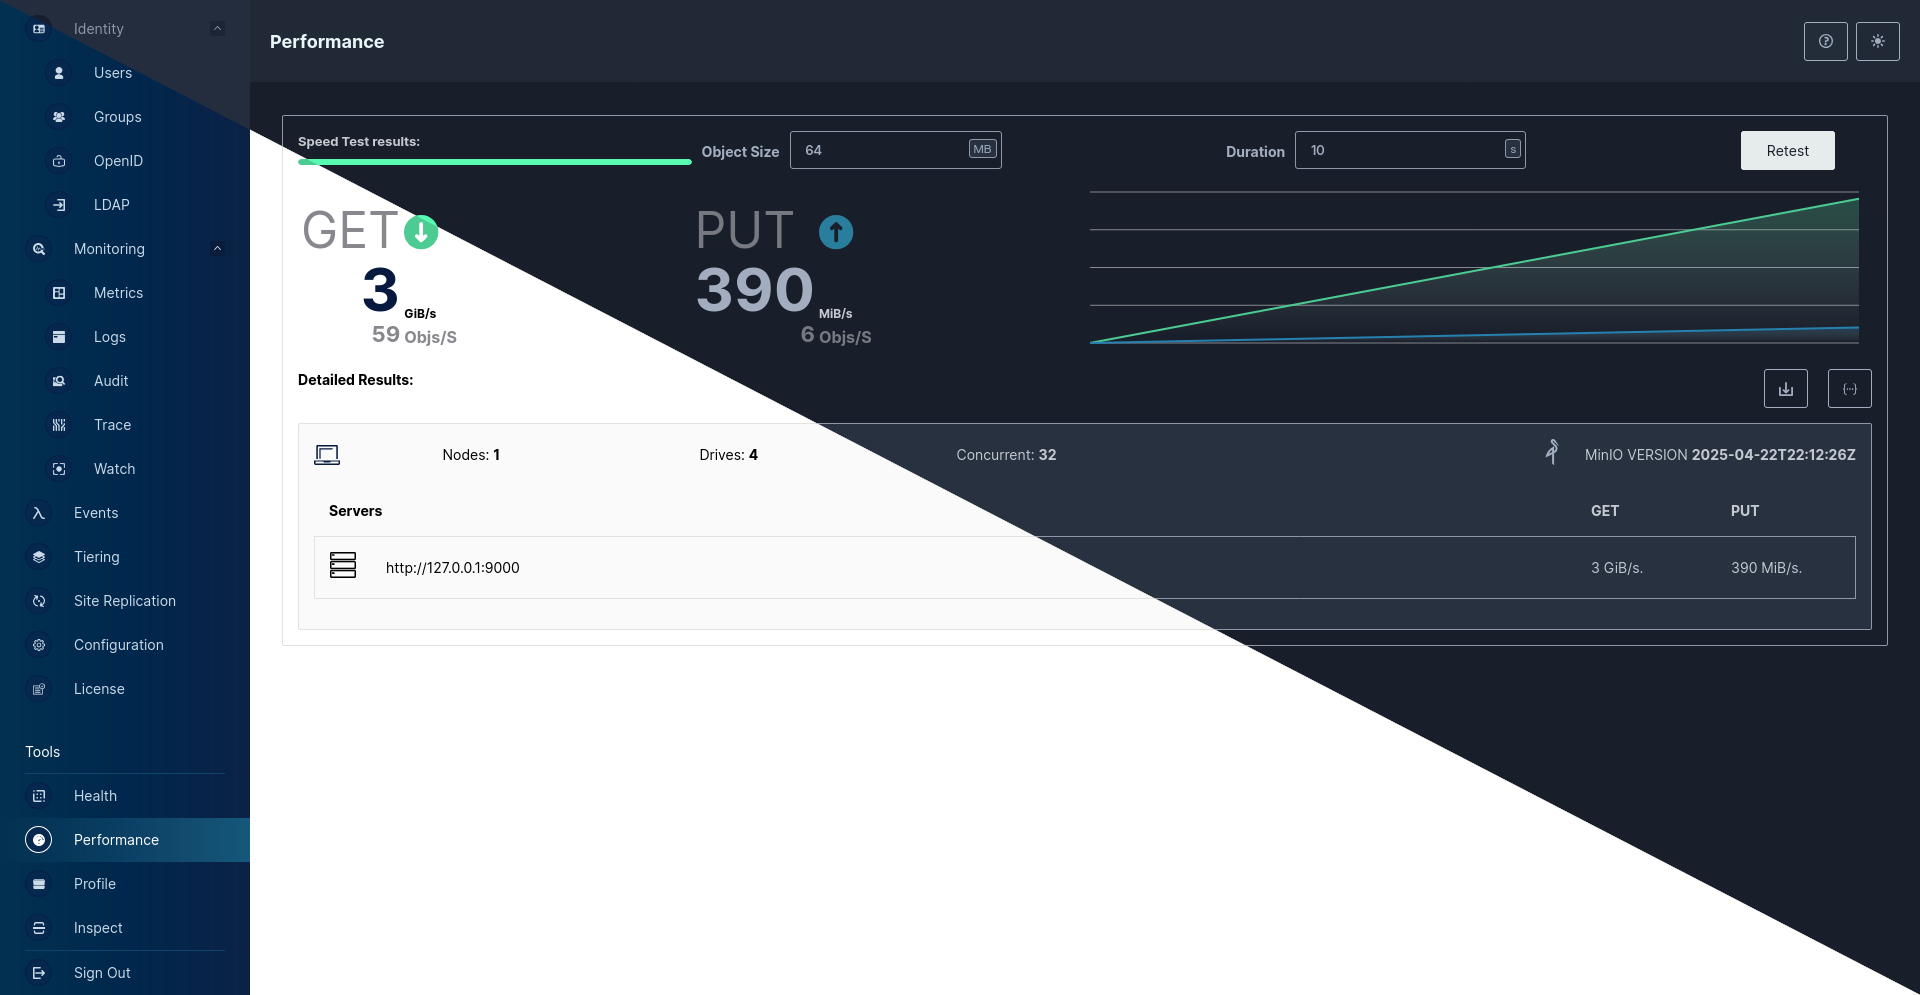 Identity
Users
Groups
OpenID
LDAP
Monitoring
Metrics
Logs
Audit
Trace
Watch
Events
Tiering
Site Replication
Configuration
License
Tools
Health
Performance
Profile
Inspect
Sign Out
Performance
Speed Test results:
Object Size 64 MB
Duration 10 s
Retest
GET
3 GiB/s
59 Objs/S
PUT
390 MiB/s
6 Objs/S
Detailed Results:
Nodes: 1 Drives: 4 Concurrent: 32 MinIO VERSION 2025-04-22T22:12:26Z
Servers GET PUT
http://127.0.0.1:9000 3 GiB/s. 390 MiB/s.